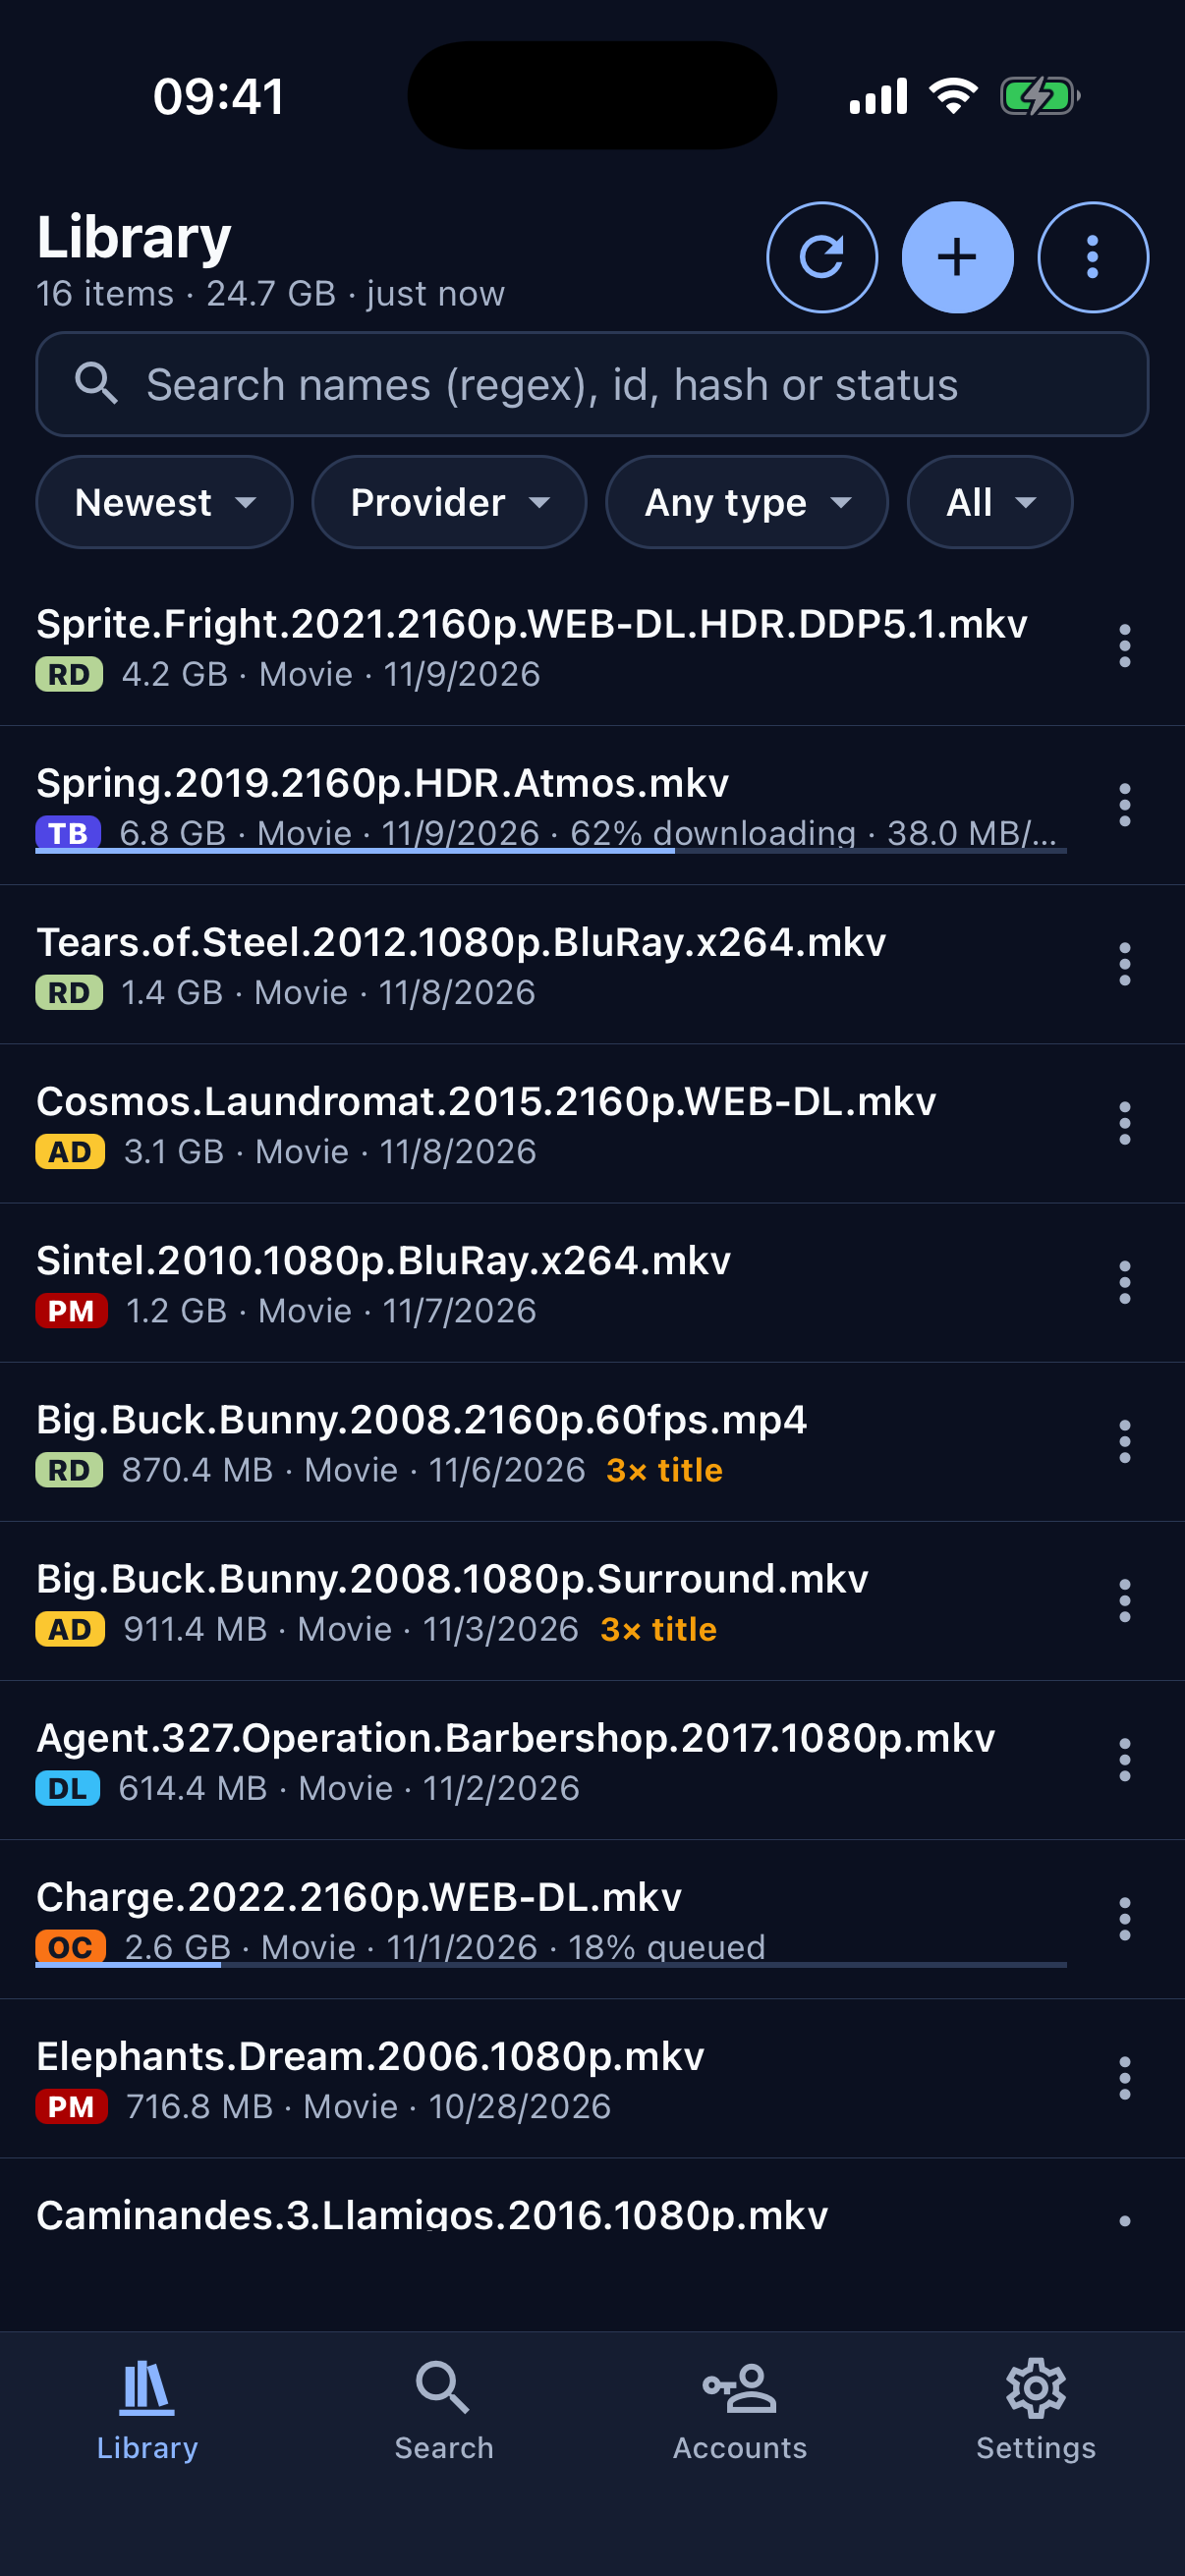 09:41
Library
16 items · 24.7 GB · just now
Search names (regex), id, hash or status
Newest Provider Any type All
Sprite.Fright.2021.2160p.WEB-DL.HDR.DDP5.1.mkv
RD 4.2 GB · Movie · 11/9/2026
Spring.2019.2160p.HDR.Atmos.mkv
TB 6.8 GB · Movie · 11/9/2026 · 62% downloading · 38.0 MB/...
Tears.of.Steel.2012.1080p.BluRay.x264.mkv
RD 1.4 GB · Movie · 11/8/2026
Cosmos.Laundromat.2015.2160p.WEB-DL.mkv
AD 3.1 GB · Movie · 11/8/2026
Sintel.2010.1080p.BluRay.x264.mkv
PM 1.2 GB · Movie · 11/7/2026
Big.Buck.Bunny.2008.2160p.60fps.mp4
RD 870.4 MB · Movie · 11/6/2026 3× title
Big.Buck.Bunny.2008.1080p.Surround.mkv
AD 911.4 MB · Movie · 11/3/2026 3× title
Agent.327.Operation.Barbershop.2017.1080p.mkv
DL 614.4 MB · Movie · 11/2/2026
Charge.2022.2160p.WEB-DL.mkv
OC 2.6 GB · Movie · 11/1/2026 · 18% queued
Elephants.Dream.2006.1080p.mkv
PM 716.8 MB · Movie · 10/28/2026
Caminandes.3.Llamigos.2016.1080p.mkv
Library Search Accounts Settings